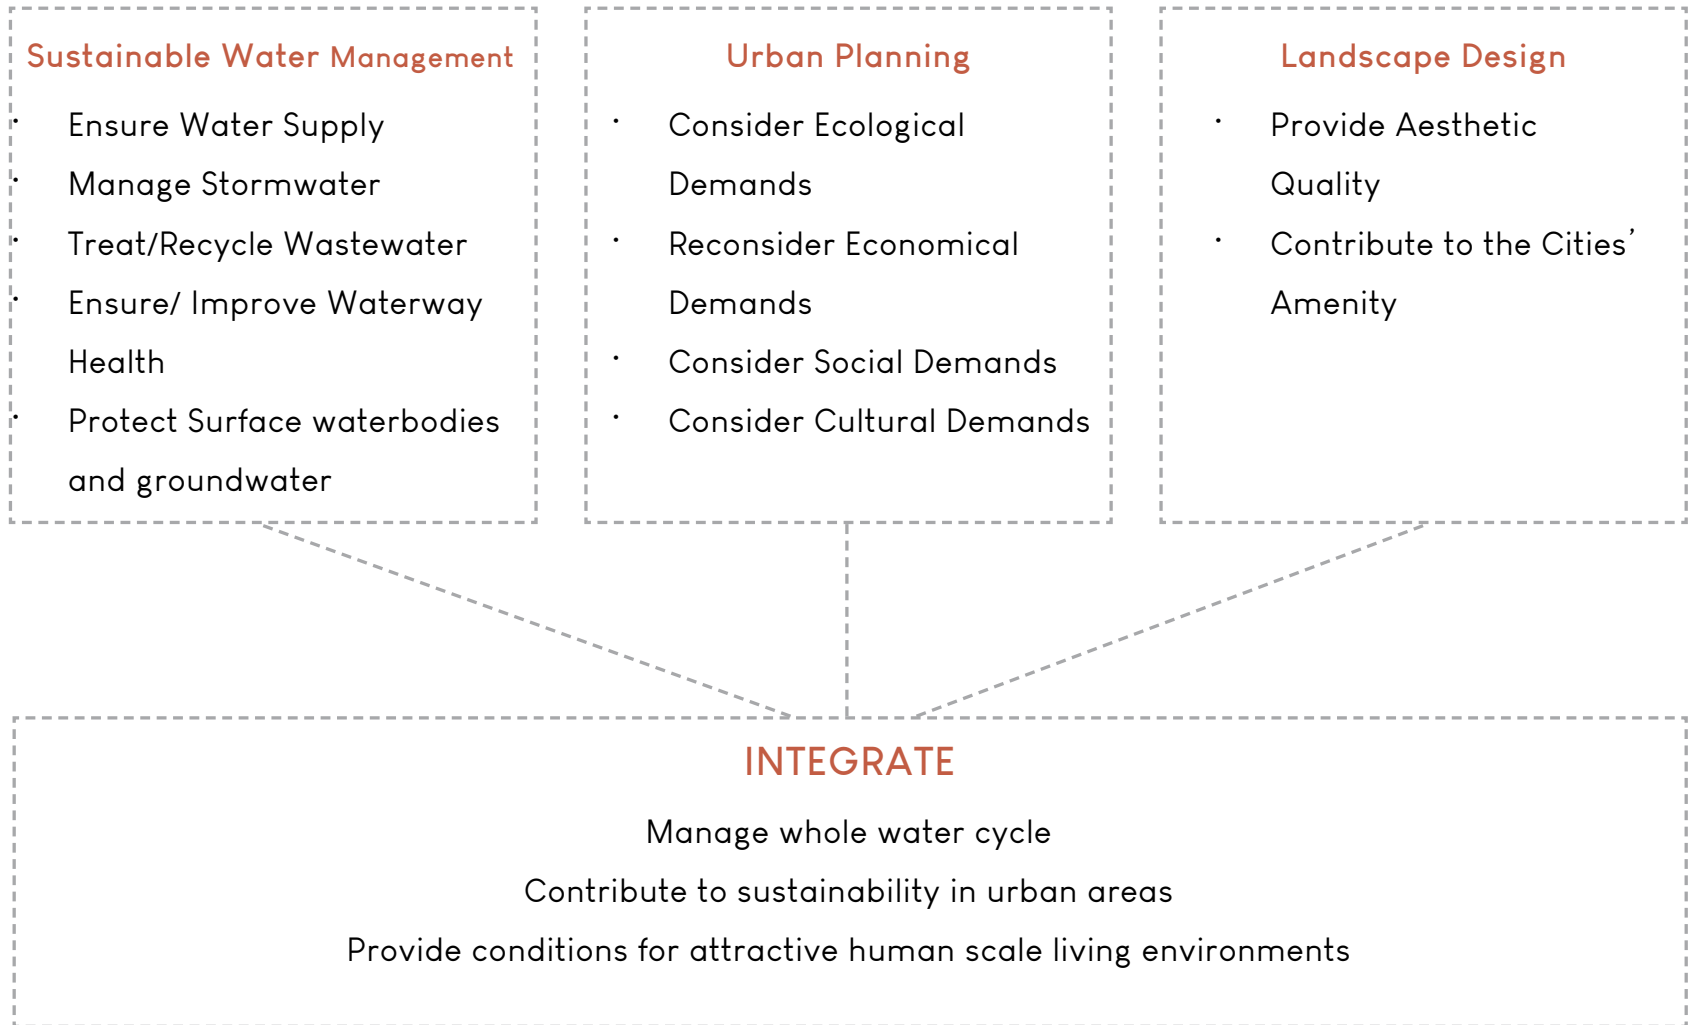 Sustainable Water Management
· Ensure Water Supply
· Manage Stormwater
· Treat/Recycle Wastewater
· Ensure/ Improve Waterway
Health
· Protect Surface waterbodies
and groundwater
Urban Planning
· Consider Ecological
Demands
· Reconsider Economical
Demands
· Consider Social Demands
· Consider Cultural Demands
Landscape Design
· Provide Aesthetic
Quality
· Contribute to the Cities’
Amenity
INTEGRATE
Manage whole water cycle
Contribute to sustainability in urban areas
Provide conditions for attractive human scale living environments